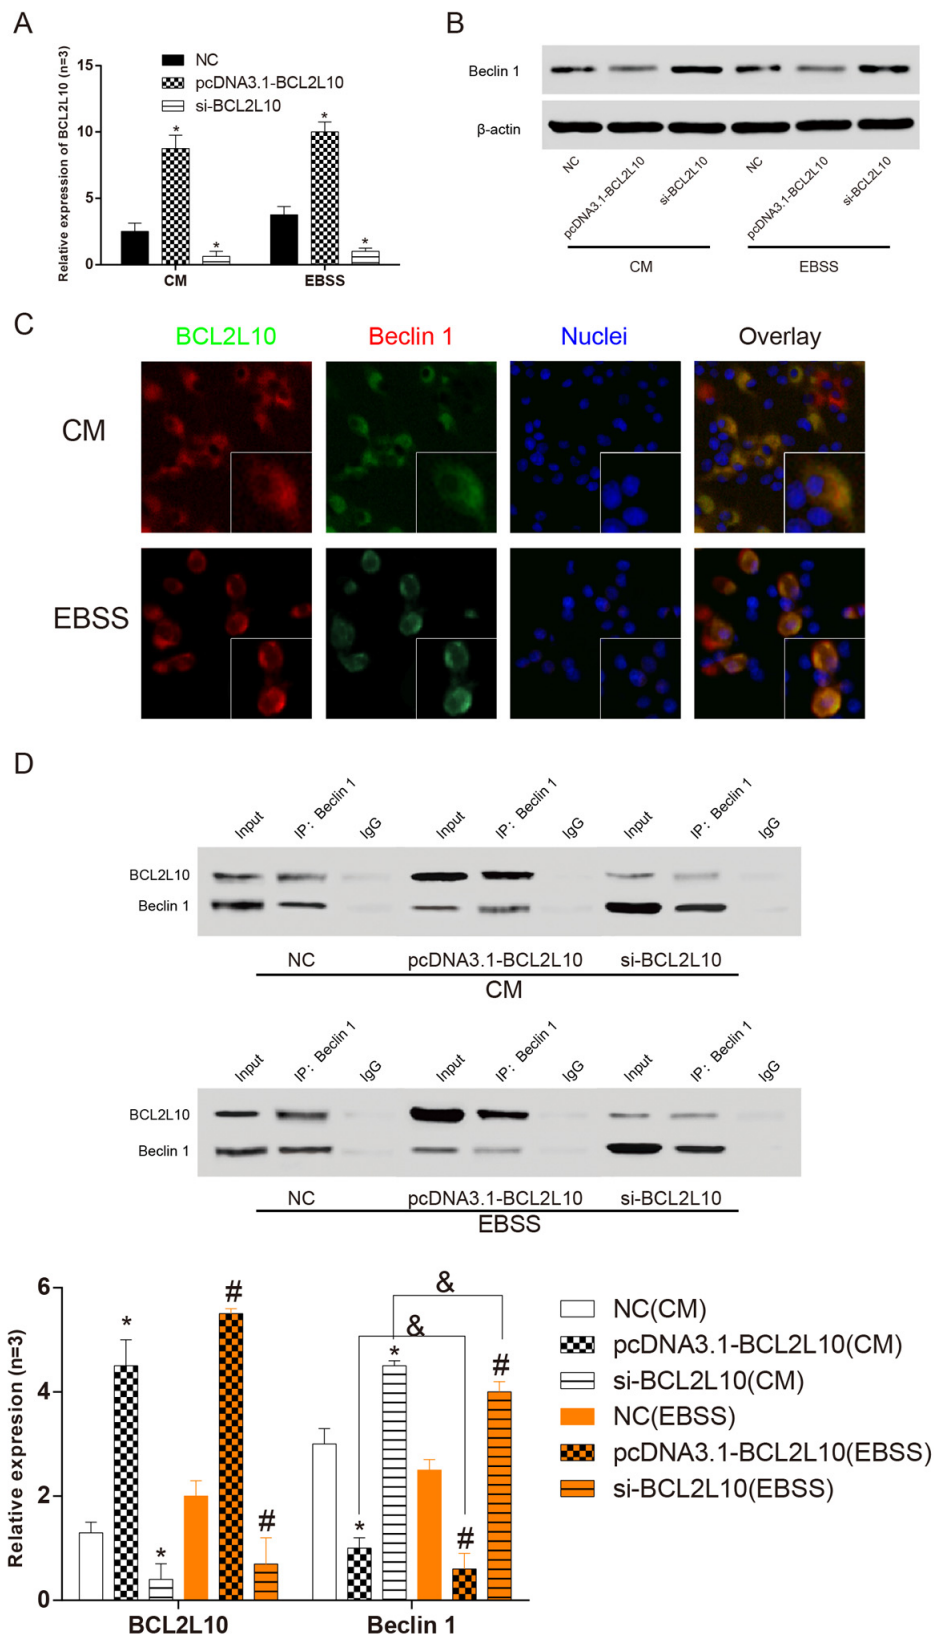 A
Relative expression of BCL2L10 (n=3)
15
10
5
0
NC
pcDNA3.1-BCL2L10
si-BCL2L10
*
*
*
*
CM
EBSS
B
Beclin 1
β-actin
NC
pcDNA3.1-BCL2L10
si-BCL2L10
NC
pcDNA3.1-BCL2L10
si-BCL2L10
CM
EBSS
C
BCL2L10
Beclin 1
Nuclei
Overlay
CM
EBSS
D
Input
IP: Beclin 1
IgG
Input
IP: Beclin 1
IgG
Input
IP: Beclin 1
IgG
BCL2L10
Beclin 1
NC
pcDNA3.1-BCL2L10
si-BCL2L10
CM
Input
IP: Beclin 1
IgG
Input
IP: Beclin 1
IgG
Input
IP: Beclin 1
IgG
BCL2L10
Beclin 1
NC
pcDNA3.1-BCL2L10
si-BCL2L10
EBSS
Relative expression (n=3)
6
4
2
0
*
*
#
#
*
*
#
#
&
&
BCL2L10
Beclin 1
NC(CM)
pcDNA3.1-BCL2L10(CM)
si-BCL2L10(CM)
NC(EBSS)
pcDNA3.1-BCL2L10(EBSS)
si-BCL2L10(EBSS)